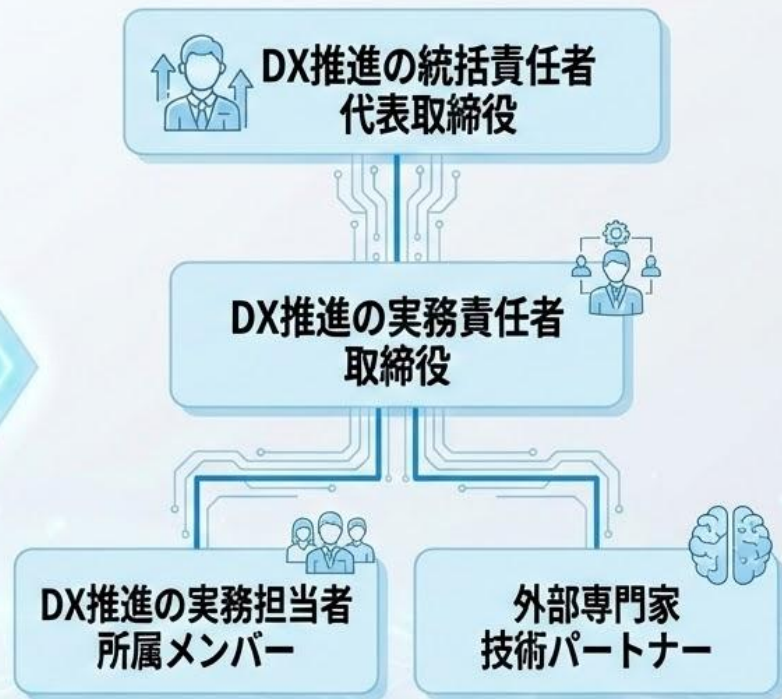 DX推進の統括責任者
代表取締役
DX推進の実務責任者
取締役
DX推進の実務担当者
所属メンバー
外部専門家
技術パートナー